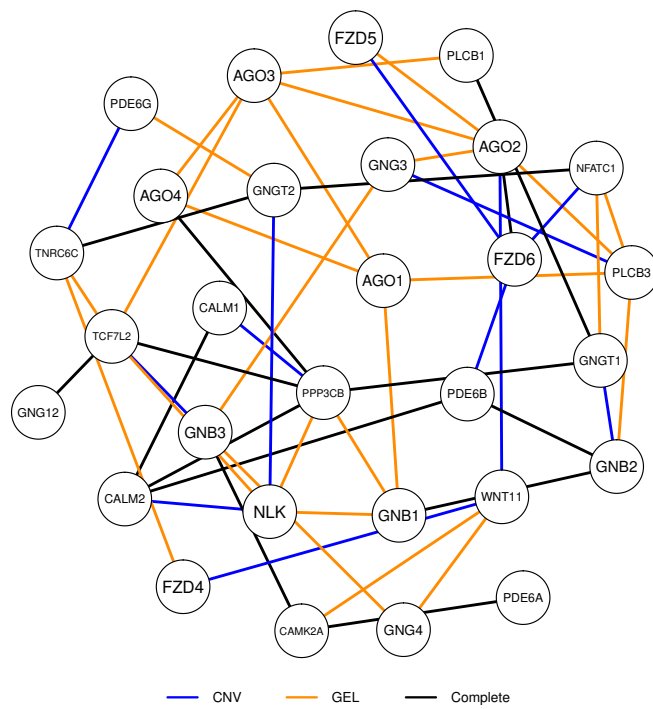 FZD5
PLCB1
AGO3
PDE6G
AGO2
GNG3
NFATC1
AGO4
GNGT2
TNRC6C
FZD6
PLCB3
AGO1
CALM1
TCF7L2
GNGT1
PPP3CB
PDE6B
GNG12
GNB3
GNB2
CALM2
WNT11
NLK
GNB1
FZD4
PDE6A
CAMK2A
GNG4
CNV GEL Complete